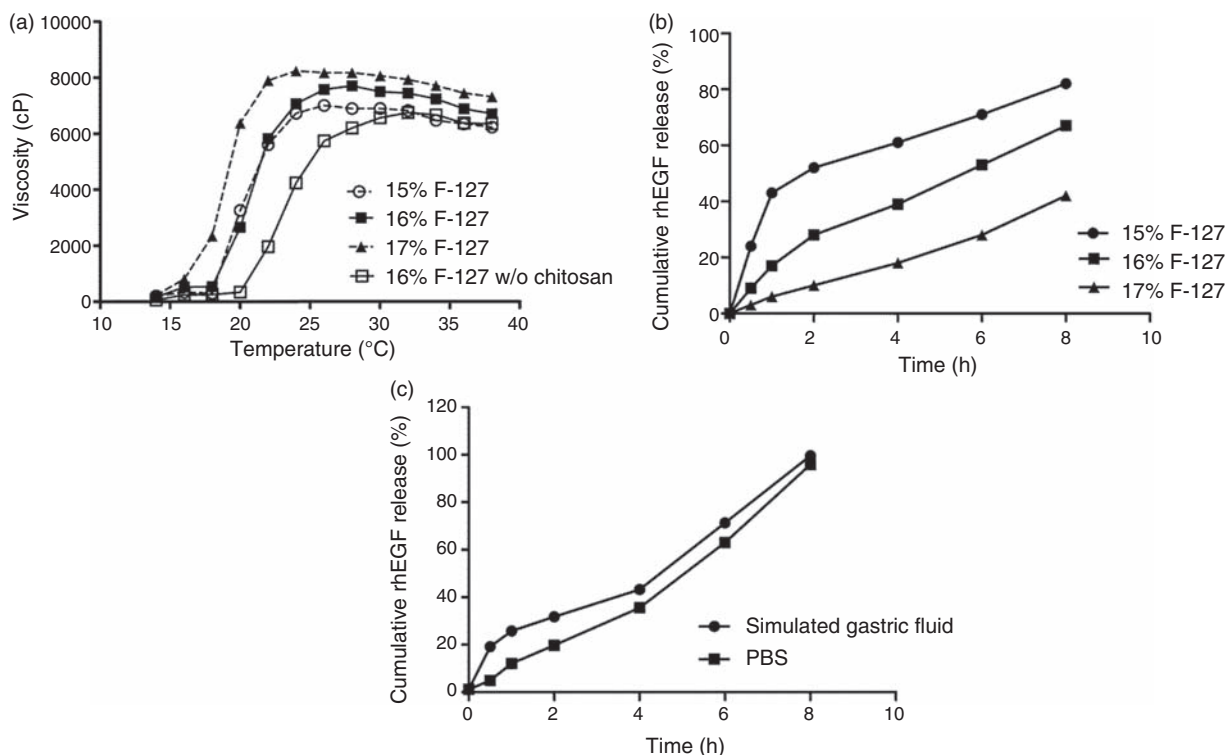 (a)
10000
8000
6000
4000
2000
0
Viscosity (cP)
10 15 20 25 30 35 40
Temperature (°C)
15% F-127
16% F-127
17% F-127
16% F-127 w/o chitosan
(b)
100
80
60
40
20
0
Cumulative rhEGF release (%)
0 2 4 6 8 10
Time (h)
15% F-127
16% F-127
17% F-127
(c)
120
100
80
60
40
20
0
Cumulative rhEGF release (%)
0 2 4 6 8 10
Time (h)
Simulated gastric fluid
PBS